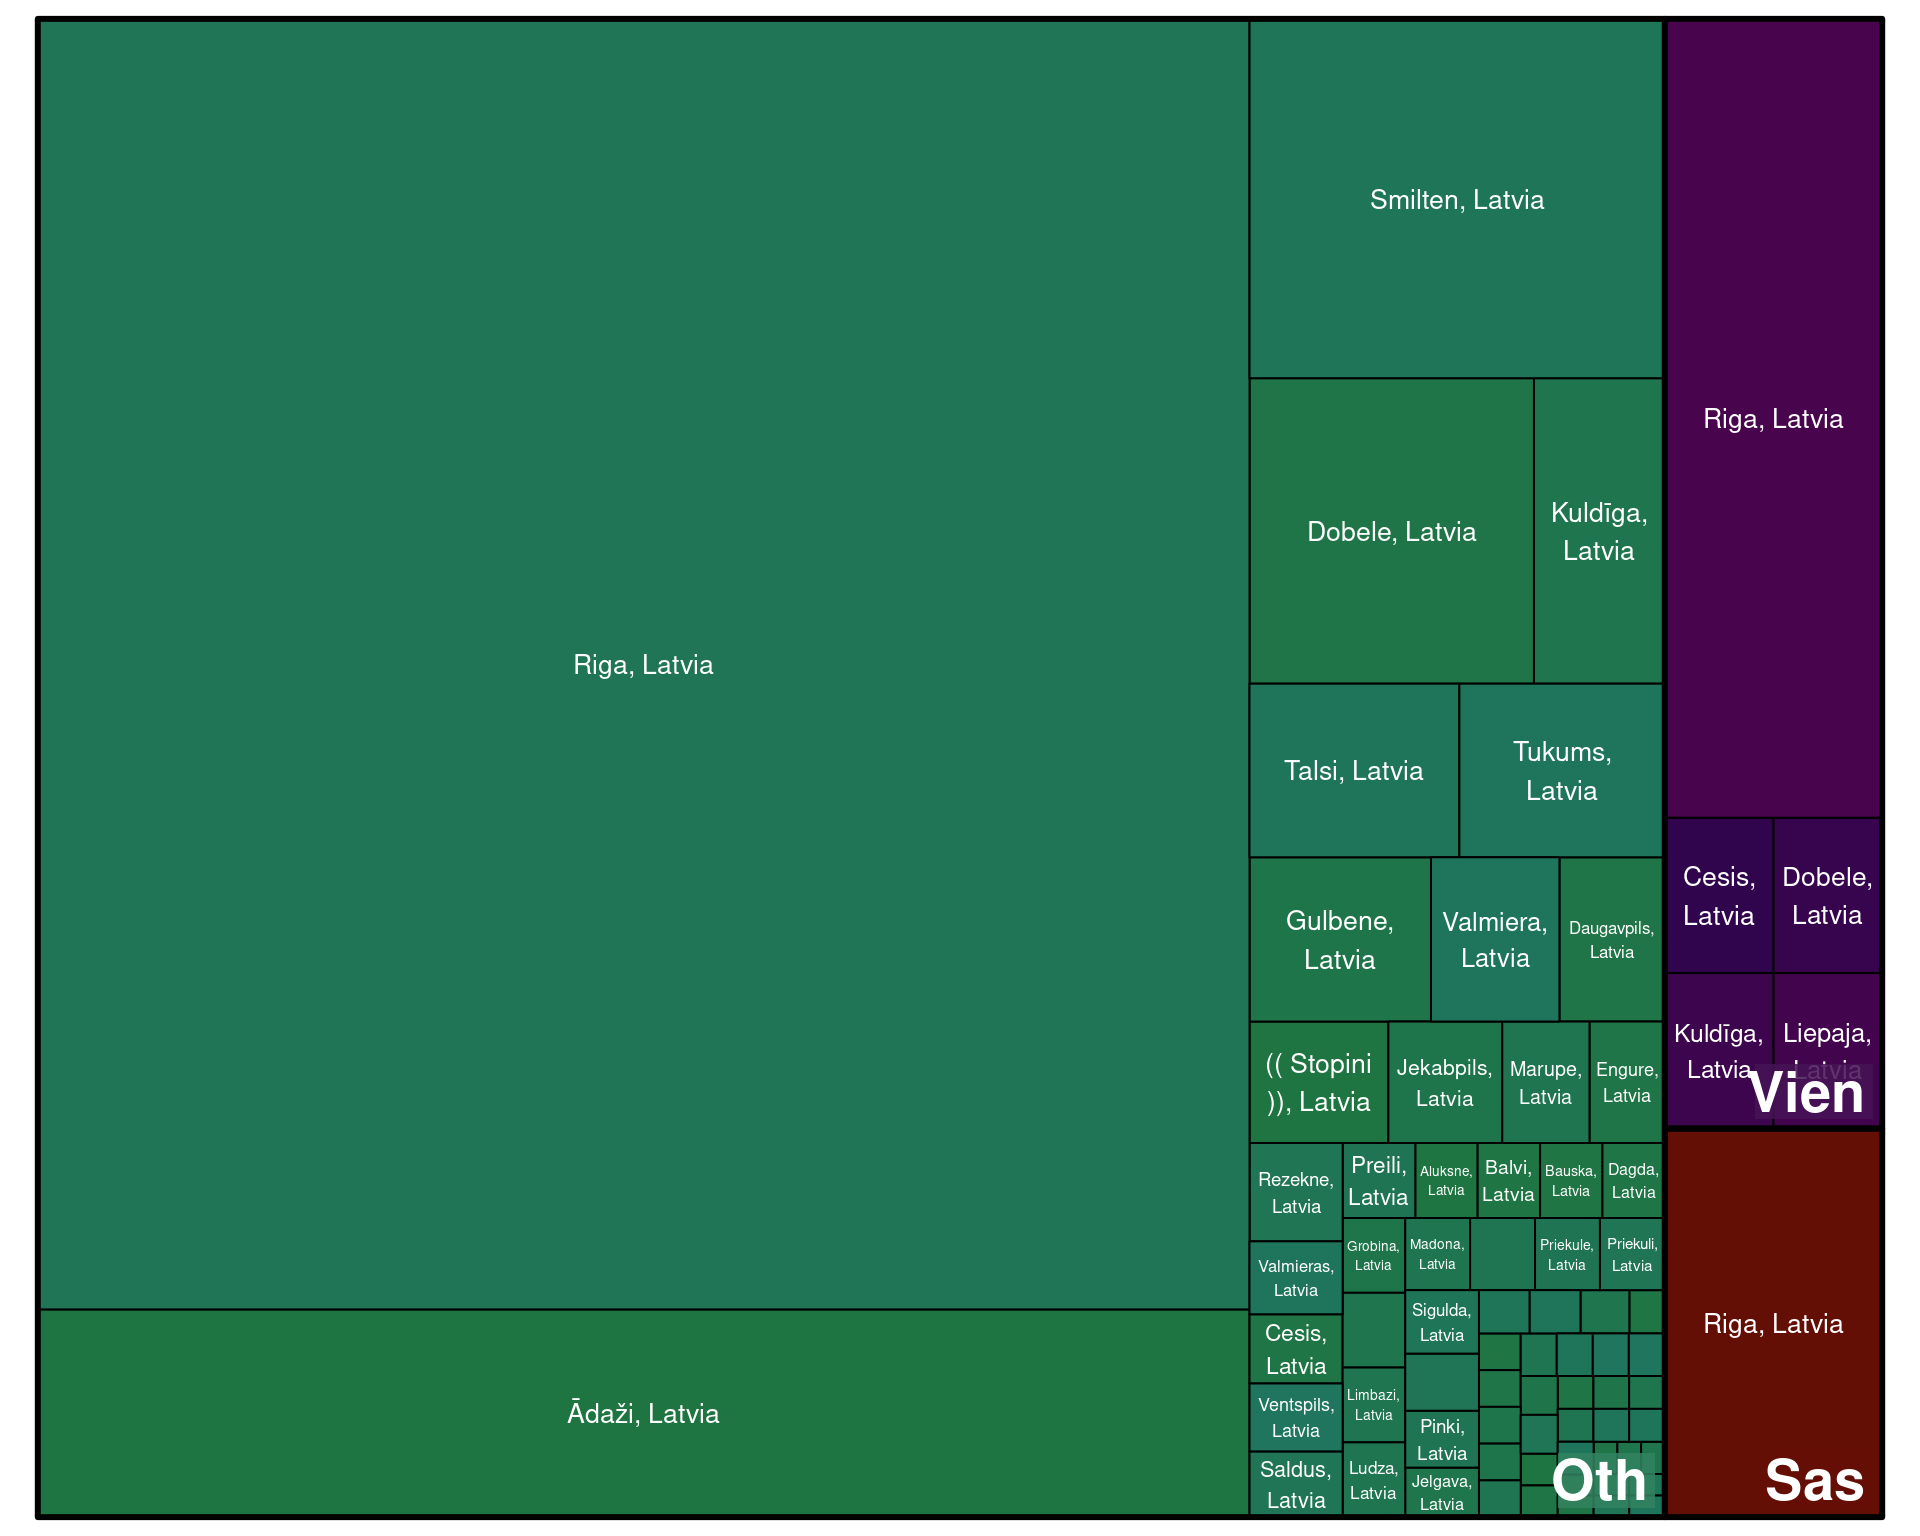 Riga, Latvia
Ādaži, Latvia
Smilten, Latvia
Dobele, Latvia
Kuldīga,
Latvia
Talsi, Latvia
Tukums,
Latvia
Gulbene,
Latvia
Valmiera,
Latvia
Daugavpils,
Latvia
(( Stopini
)), Latvia
Jekabpils,
Latvia
Marupe,
Latvia
Engure,
Latvia
Rezekne,
Latvia
Valmieras,
Latvia
Cesis,
Latvia
Ventspils,
Latvia
Saldus,
Latvia
Preili,
Latvia
Aluksne,
Latvia
Balvi,
Latvia
Bauska,
Latvia
Dagda,
Latvia
Grobina,
Latvia
Madona,
Latvia
Priekule,
Latvia
Priekuli,
Latvia
Limbazi,
Latvia
Ludza,
Latvia
Sigulda,
Latvia
Pinki,
Latvia
Jelgava,
Latvia
Oth
Riga, Latvia
Cesis,
Latvia
Dobele,
Latvia
Kuldīga,
Latvia
Liepaja,
Latvia
Vien
Riga, Latvia
Sas